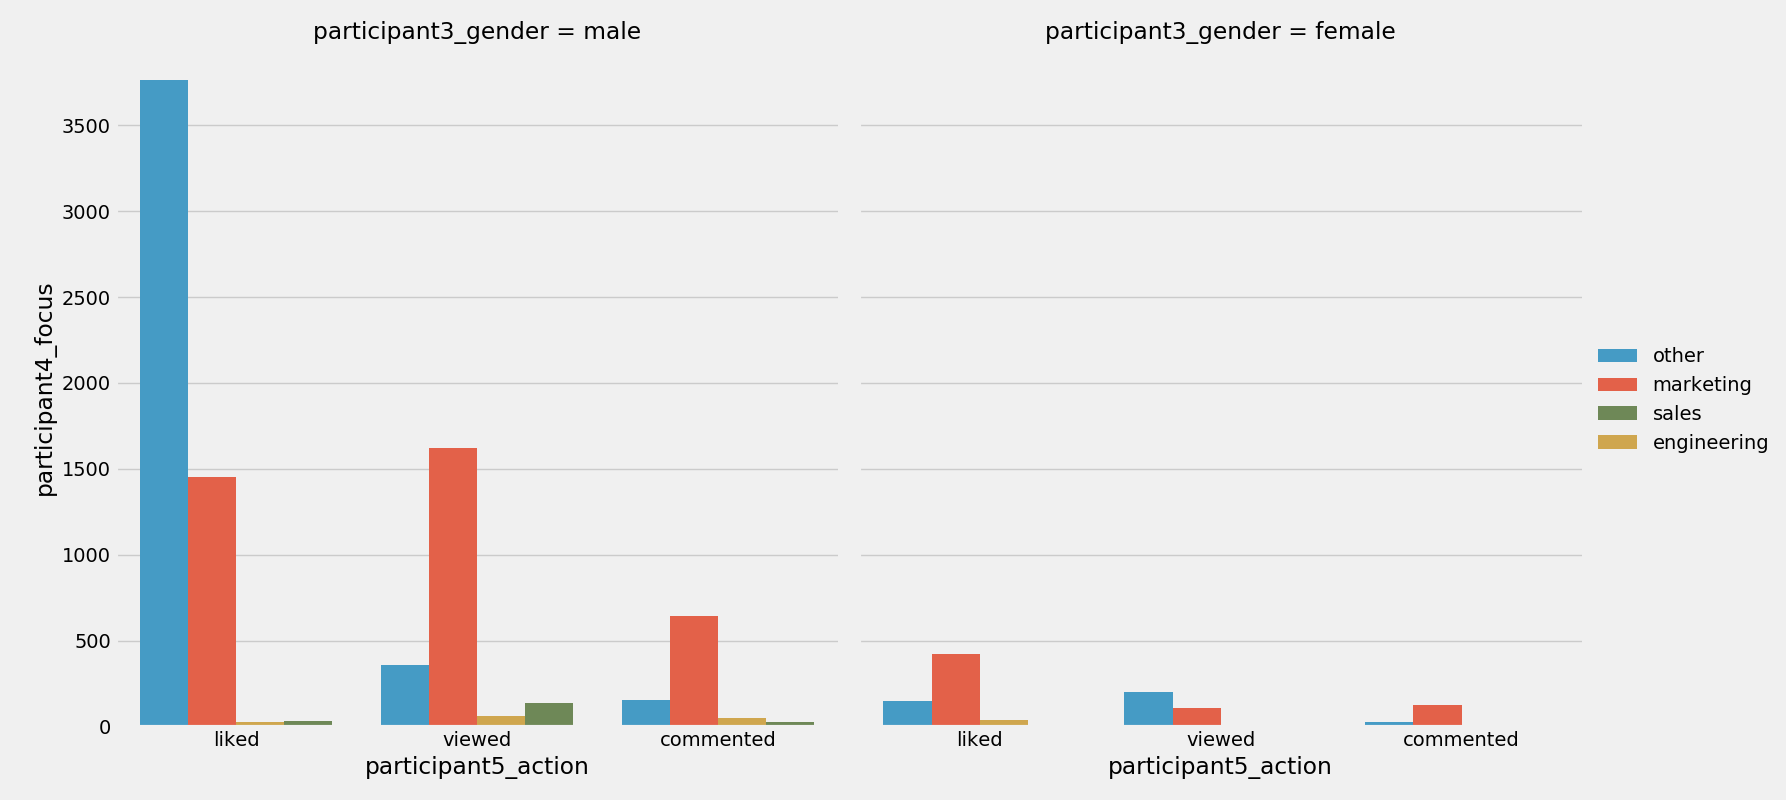 participant3_gender = male
participant3_gender = female
participant4_focus
3500
3000
2500
2000
1500
1000
500
0
liked
viewed
commented
liked
viewed
commented
participant5_action
participant5_action
other
marketing
sales
engineering